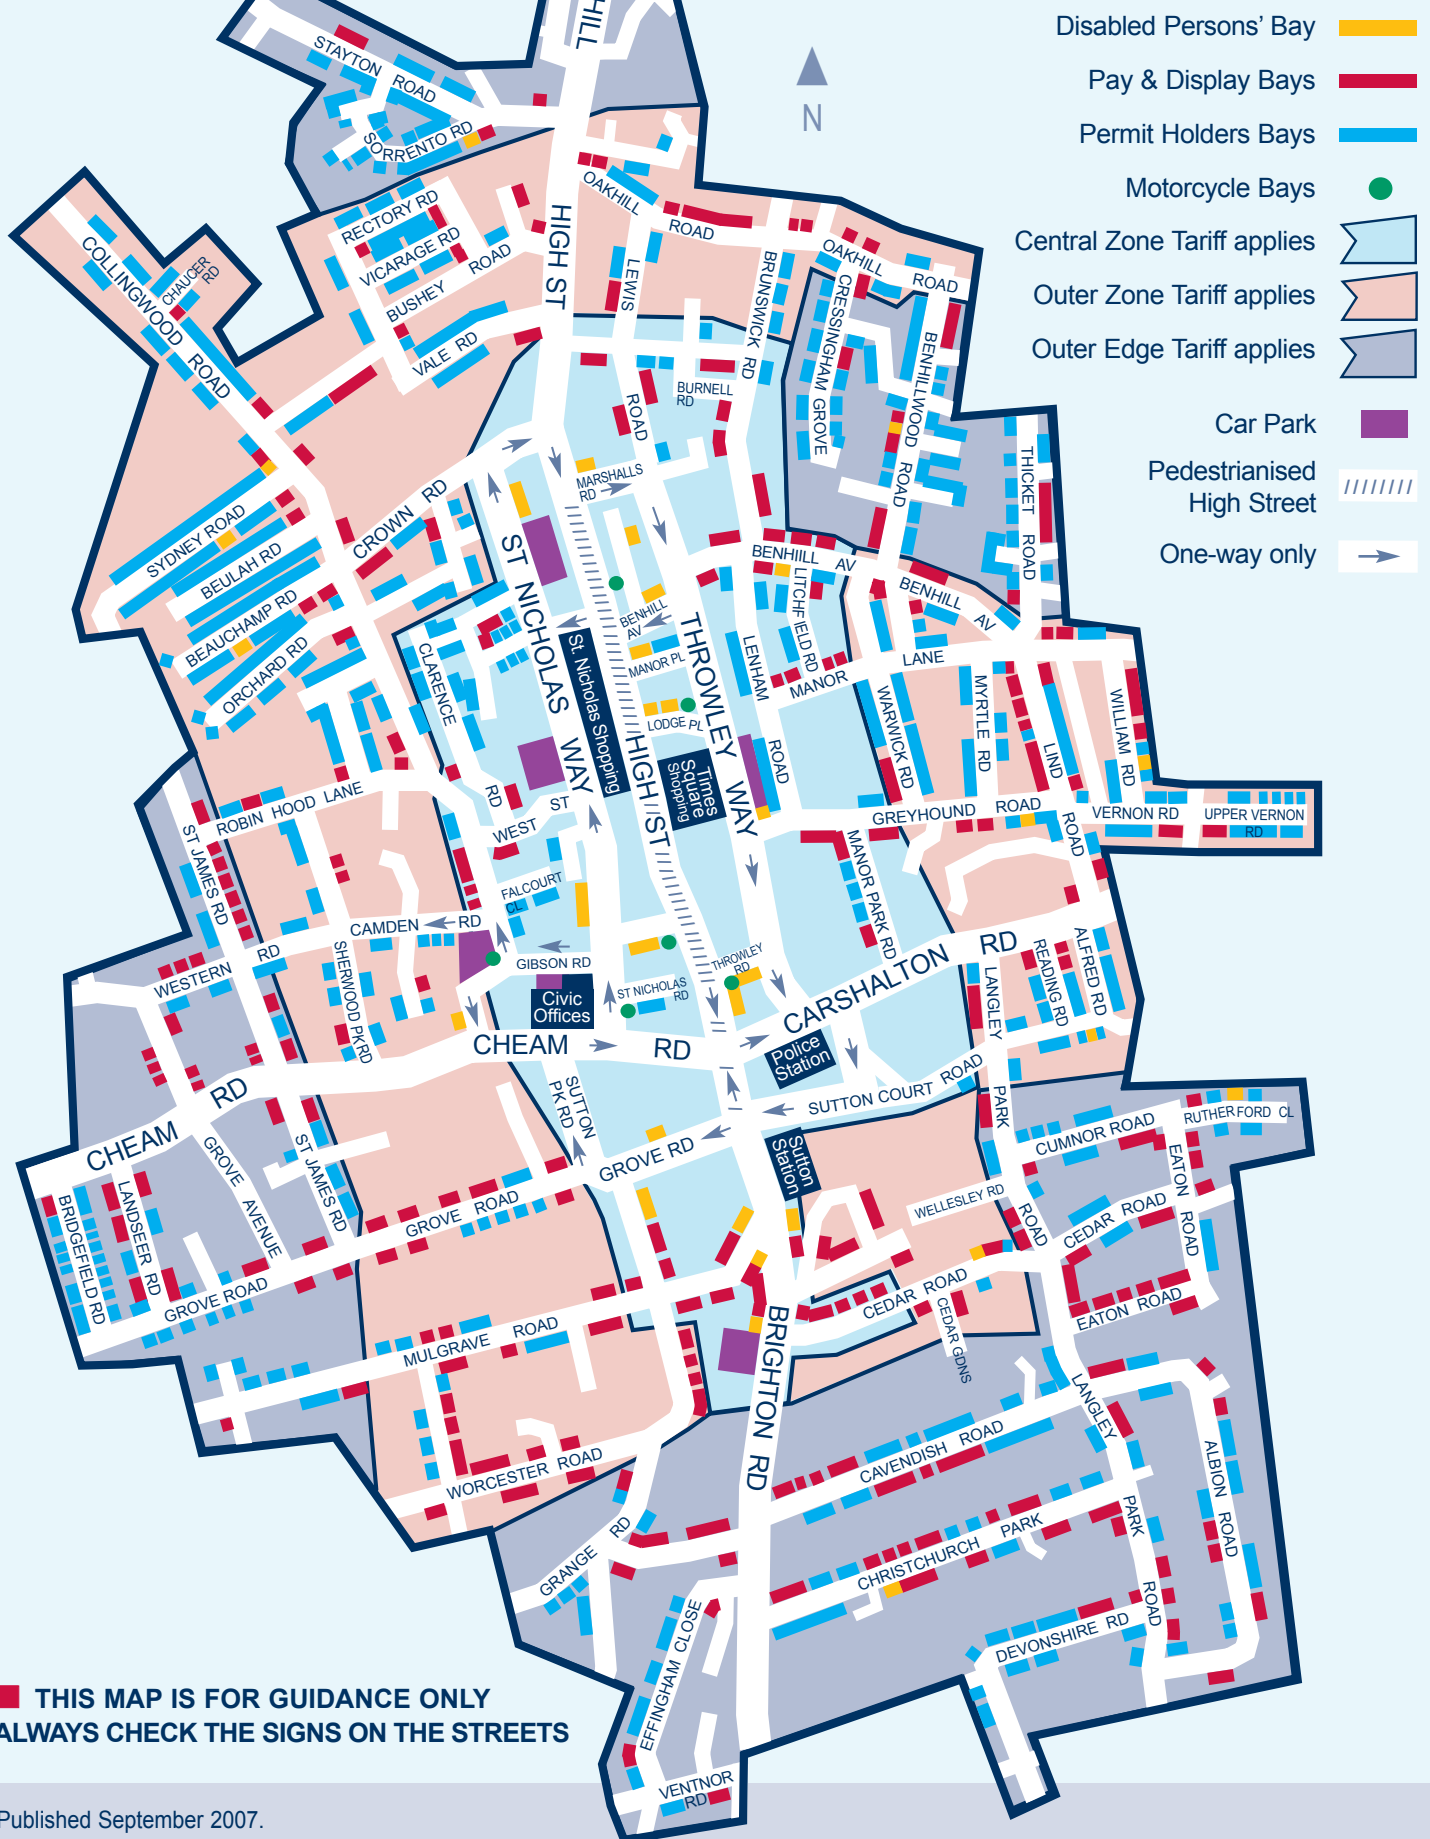 Disabled Persons' Bay
Pay & Display Bays
Permit Holders Bays
Motorcycle Bays
Central Zone Tariff applies
Outer Zone Tariff applies
Outer Edge Tariff applies
Car Park
Pedestrianised
High Street
One-way only
N
HILL
STAYTON ROAD
SORRENTO RD
RECTORY RD
VICARAGE RD
BUSHEY ROAD
VALE RD
HIGH ST
OAKHILL ROAD
OAKHILL ROAD
LEWIS
ROAD
BRUNSWICK RD
CRESSINGHAM GROVE
BENHILLWOOD ROAD
THICKET ROAD
BURNELL
RD
COLLINGWOOD ROAD
CHAUCER
RD
MARSHALLS
RD
CROWN RD
SYDNEY ROAD
BEULAH RD
BEAUCHAMP RD
ORCHARD RD
ST NICHOLAS WAY
CLARENCE
RD
BENHILL
AV
BENHIILL AV
BENHILL AV
LITCHFIELD RD
St. Nicholas Shopping
MANOR PL
LODGE PL
THROWLEY WAY
LENHAM
ROAD
MANOR LANE
WARWICK RD
MYRTLE RD
LIND
ROAD
WILLIAM RD
HIGH ST
Times
Square
Shopping
WEST ST
ROBIN HOOD LANE
GREYHOUND ROAD
VERNON RD
UPPER VERNON
RD
ST JAMES RD
MANOR PARK RD
FALCOURT
CL
CAMDEN RD
WESTERN RD
SHERWOOD PK RD
GIBSON RD
Civic
Offices
ST NICHOLAS
RD
THROWLEY
RD
CARSHALTON RD
LANGLEY
PARK
ROAD
READING RD
ALFRED RD
CHEAM RD
Police
Station
SUTTON COURT ROAD
CHEAM RD
SUTTON
PK RD
GROVE RD
Sutton
Station
CUMNOR ROAD
RUTHER FORD CL
EATON ROAD
WELLESLEY RD
CEDAR ROAD
GROVE AVENUE
ST JAMES RD
BRIDGEFIELD RD
LANDSEER RD
GROVE ROAD
GROVE ROAD
CEDAR ROAD
CEDAR GDNS
EATON ROAD
MULGRAVE ROAD
BRIGHTON RD
LANGLEY
PARK
ROAD
CAVENDISH ROAD
ALBION ROAD
WORCESTER ROAD
GRANGE RD
CHRISTCHURCH PARK
DEVONSHIRE RD
EFFINGHAM CLOSE
VENTNOR
RD
THIS MAP IS FOR GUIDANCE ONLY
ALWAYS CHECK THE SIGNS ON THE STREETS
Published September 2007.